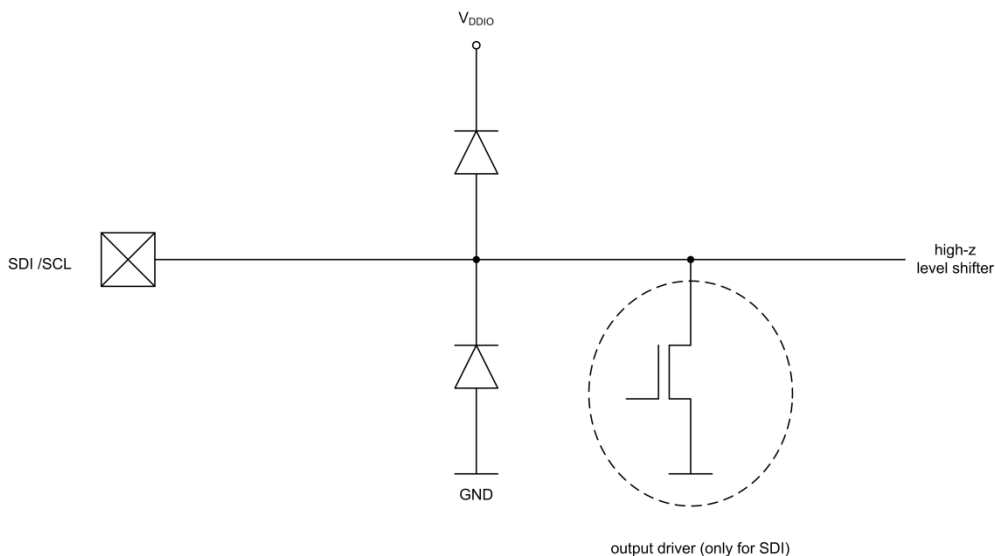 VDDIO
SDI /SCL
high-z
level shifter
GND
output driver (only for SDI)